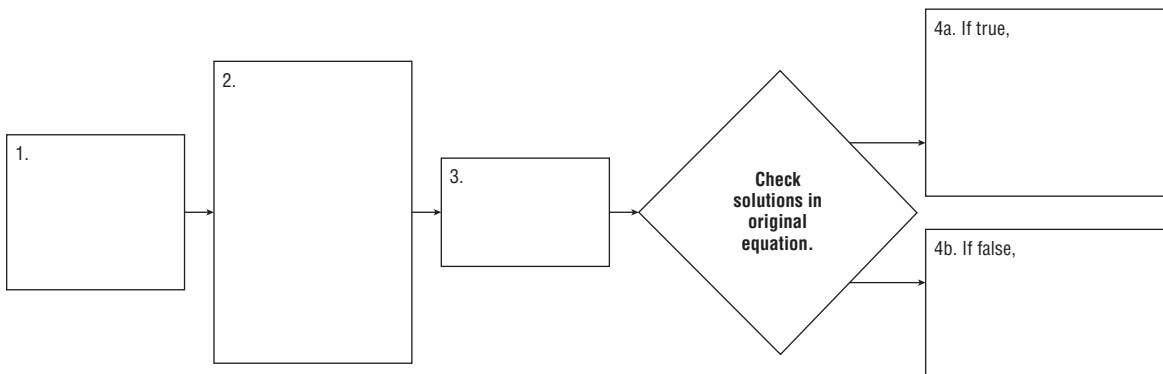 1.
2.
3.
Check
solutions in
original
equation.
4a. If true,
4b. If false,